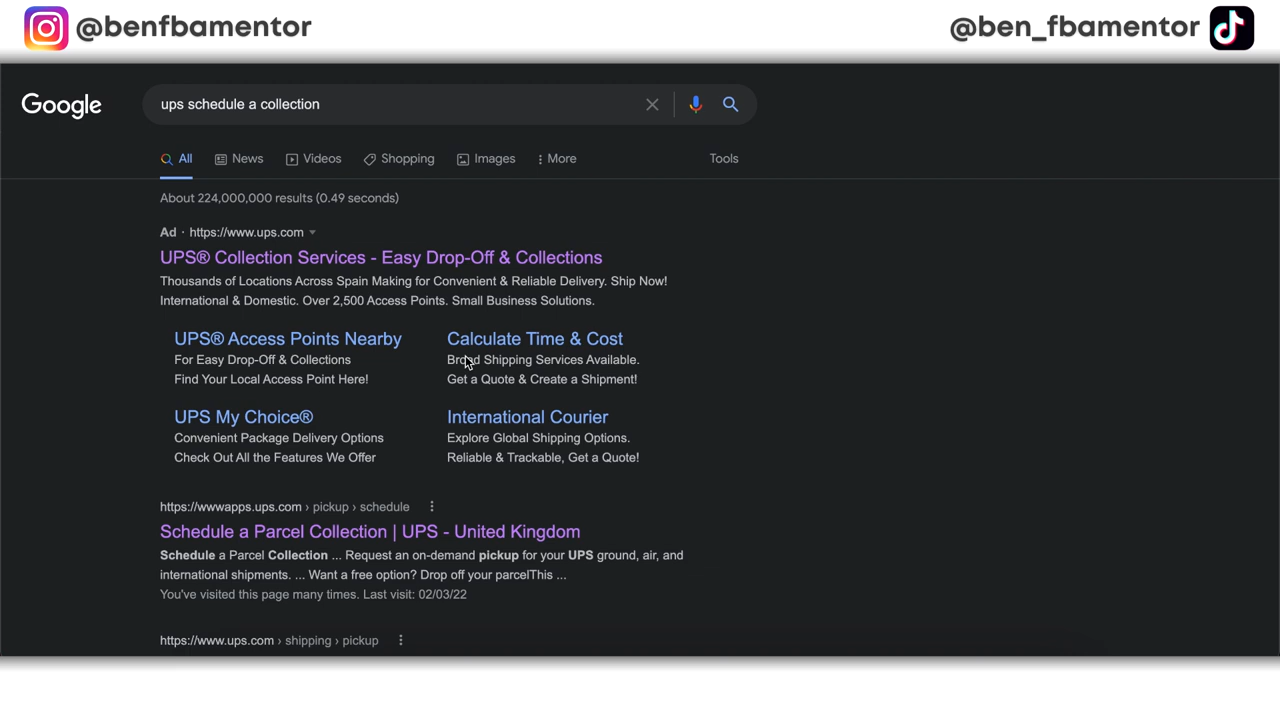 @benfbamentor
@ben_fbamentor
Google
ups schedule a collection
All
News
Videos
Shopping
Images
More
Tools
About 224,000,000 results (0.49 seconds)
Ad · https://www.ups.com
UPS® Collection Services - Easy Drop-Off & Collections
Thousands of Locations Across Spain Making for Convenient & Reliable Delivery. Ship Now!
International & Domestic. Over 2,500 Access Points. Small Business Solutions.
UPS® Access Points Nearby
For Easy Drop-Off & Collections
Find Your Local Access Point Here!
Calculate Time & Cost
Broad Shipping Services Available.
Get a Quote & Create a Shipment!
UPS My Choice®
Convenient Package Delivery Options
Check Out All the Features We Offer
International Courier
Explore Global Shipping Options.
Reliable & Trackable, Get a Quote!
https://wwwapps.ups.com › pickup › schedule
Schedule a Parcel Collection | UPS - United Kingdom
Schedule a Parcel Collection ... Request an on-demand pickup for your UPS ground, air, and
international shipments. ... Want a free option? Drop off your parcelThis ...
You've visited this page many times. Last visit: 02/03/22
https://www.ups.com › shipping › pickup